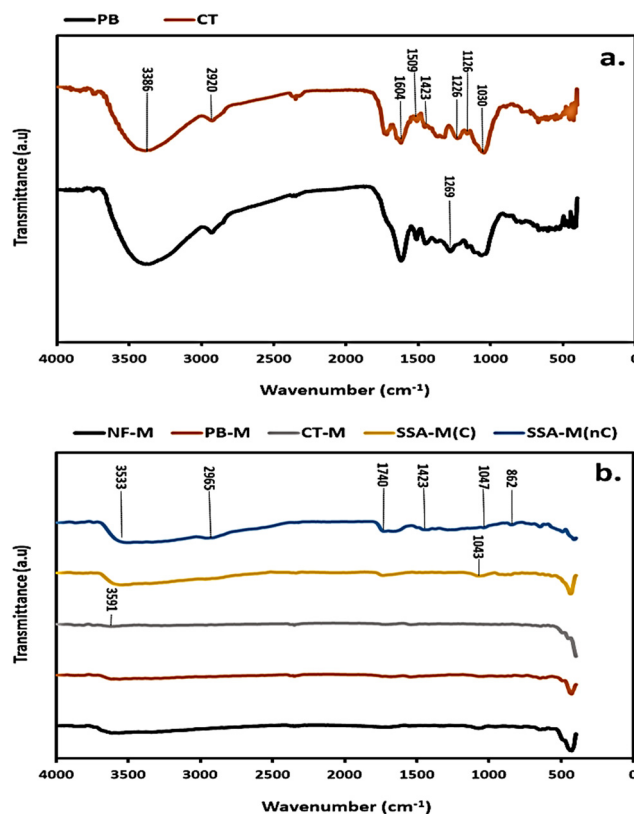 PB CT
a.
3386
2920
1604
1509
1423
1226
1126
1030
1269
Transmittance (a.u)
4000 3500 3000 2500 2000 1500 1000 500 0
Wavenumber (cm-1)
NF-M PB-M CT-M SSA-M(C) SSA-M(nC)
b.
3533
2965
1740
1423
1047
862
1043
3591
Transmittance (a.u)
4000 3500 3000 2500 2000 1500 1000 500 0
Wavenumber (cm-1)